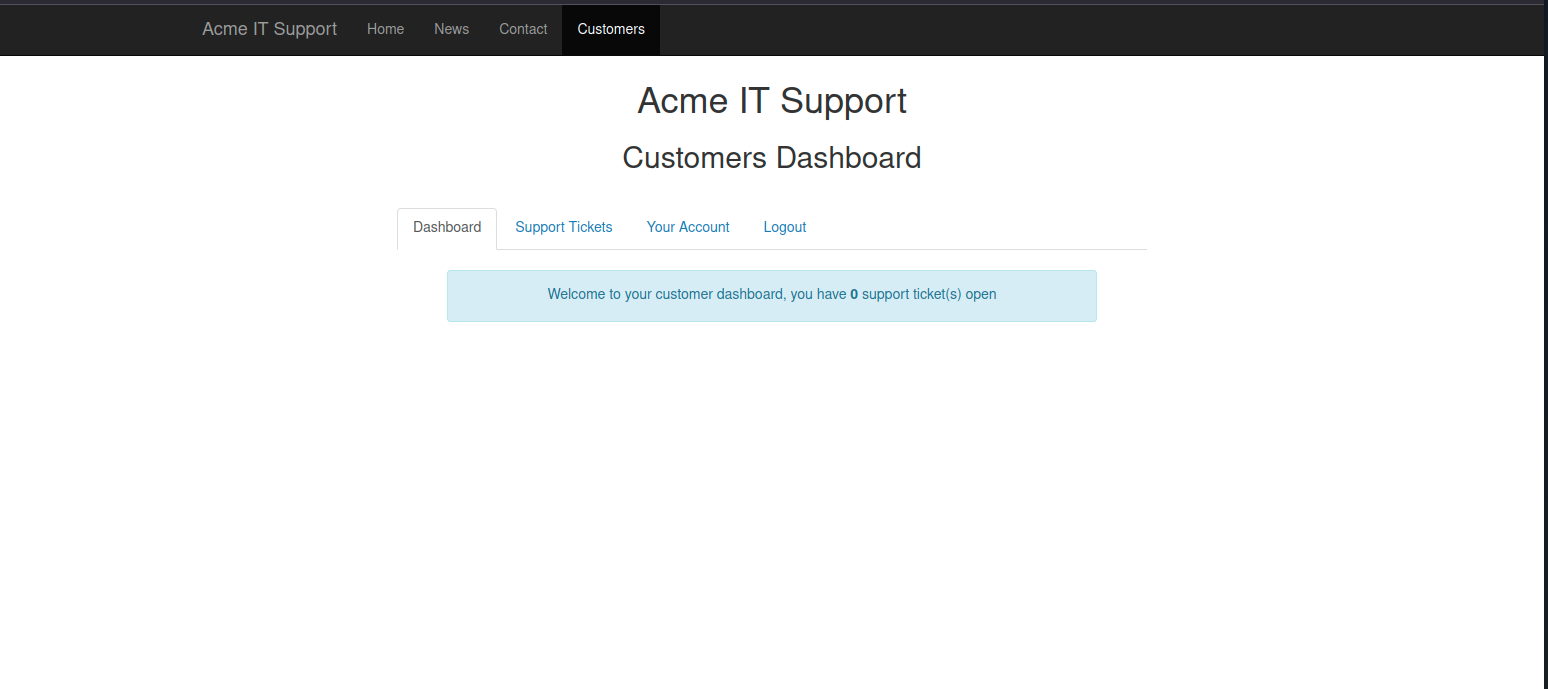 Acme IT Support Home News Contact Customers
Acme IT Support
Customers Dashboard
Dashboard Support Tickets Your Account Logout
Welcome to your customer dashboard, you have 0 support ticket(s) open